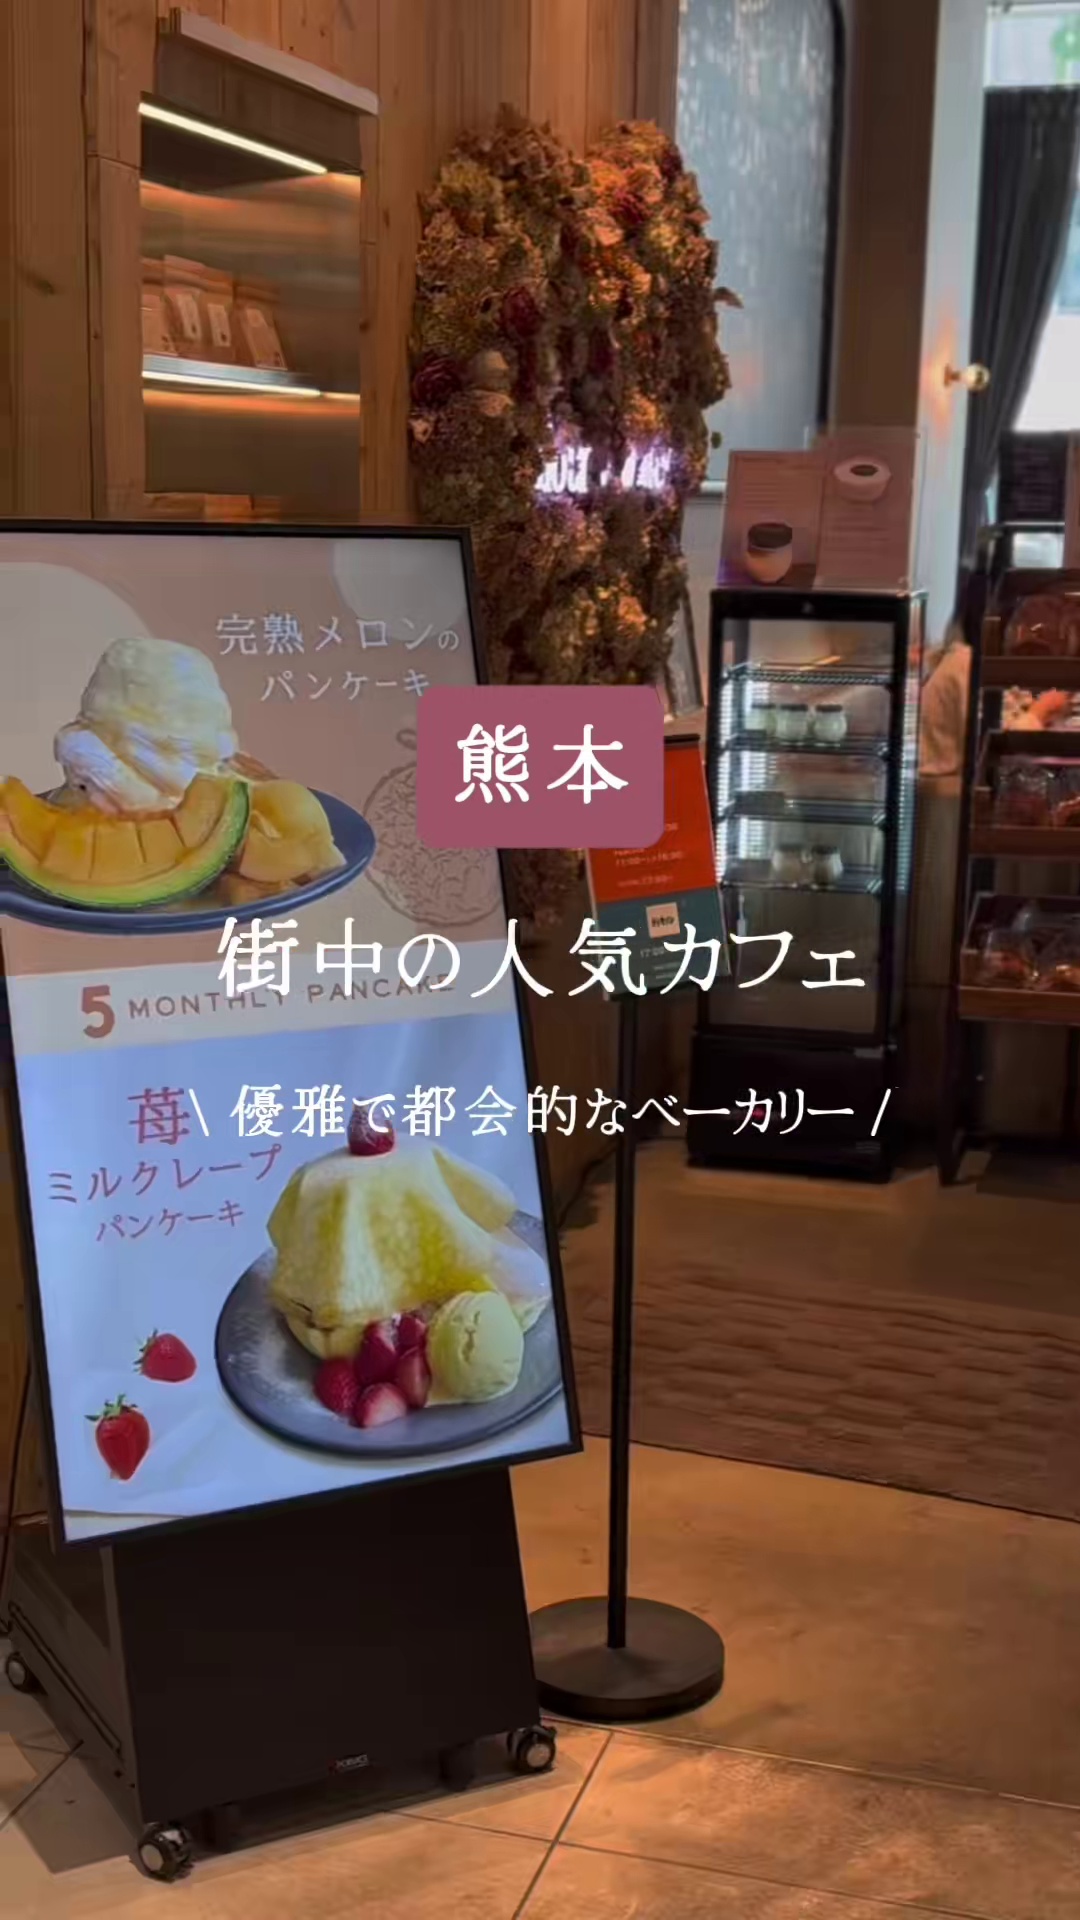 完熟メロンの
パンケーキ
熊本
街中の人気カフェ
5 MONTHLY PANCAKE
\ 優雅で都会的なベーカリー /
苺
ミルクレープ
パンケーキ